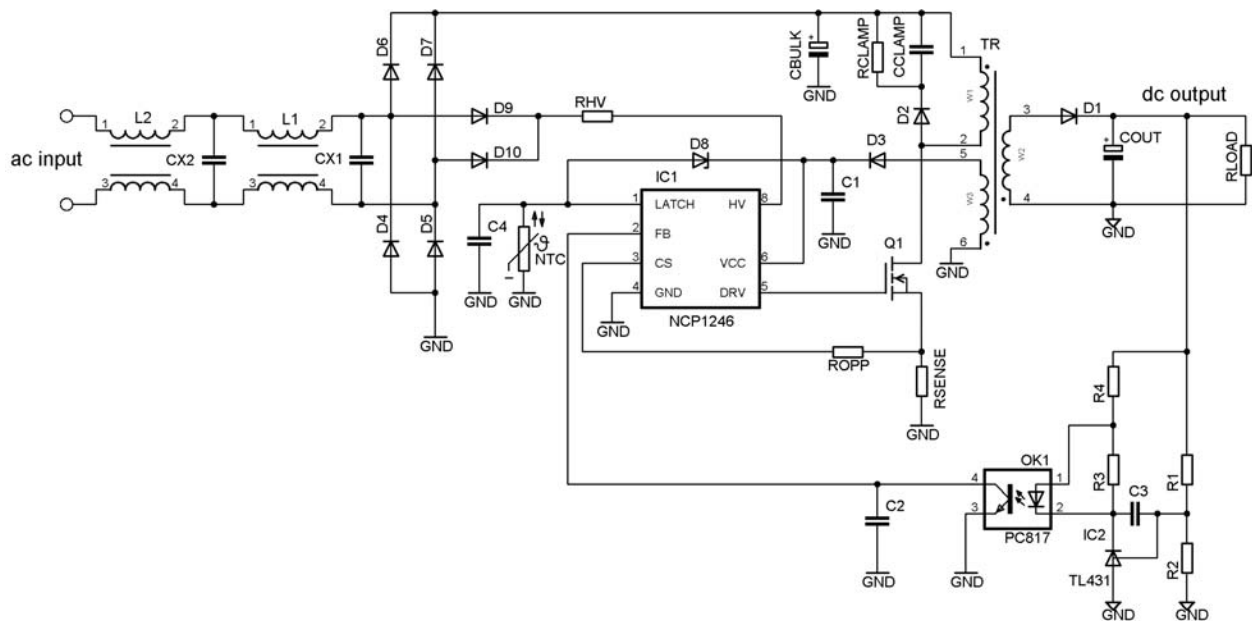 D6
D7
CBULK
+
RCLAMP
CCLAMP
TR
1
W1
D9
RHV
GND
D2
3
D1
dc output
L2
1
2
L1
1
2
2
W2
+
COUT
RLOAD
ac input
CX2
CX1
D10
D8
D3
5
3
4
3
4
IC1
C1
W3
4
D4
D5
C4
1
LATCH
HV
8
GND
6
GND
2
FB
Q1
ϑ
NTC
3
CS
VCC
6
GND
GND
GND
4
GND
DRV
5
GND
NCP1246
GND
ROPP
RSENSE
R4
GND
OK1
4
1
R3
R1
C3
C2
3
2
PC817
IC2
R2
TL431
GND
GND
GND
GND